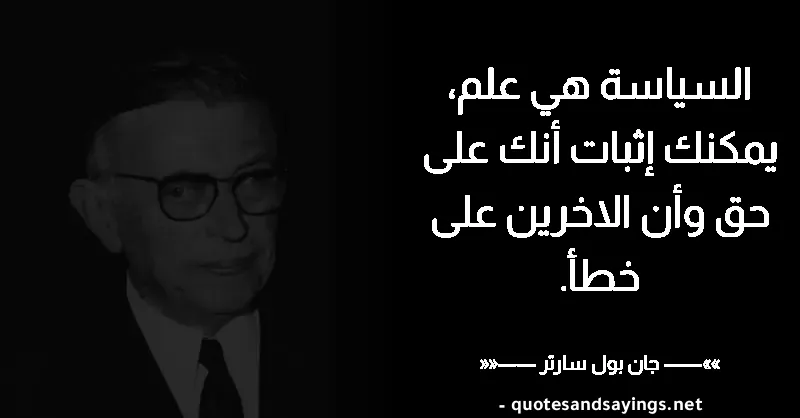 السياسة هي علم،
يمكنك إثبات أنك على
حق وأن الاخرين على
خطأ.
»»—— جان بول سارتر ——««
- quotesandsayings.net